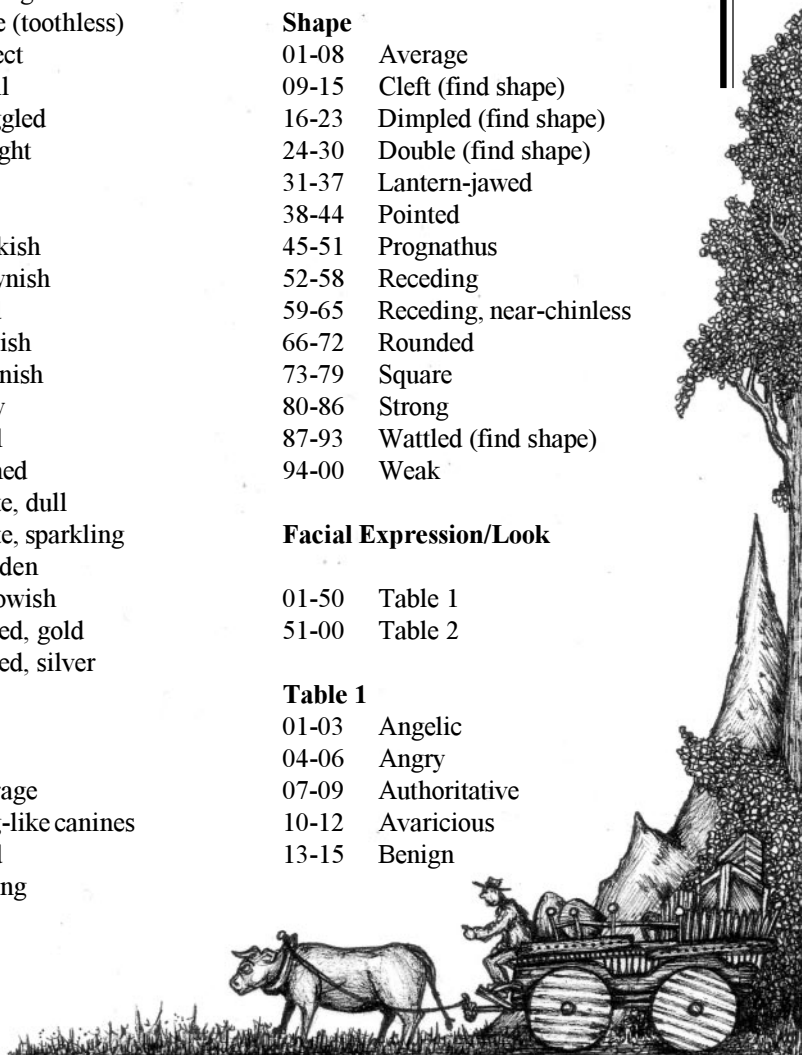 e (toothless)
ect
l
ggled
ght
kish
nish
ish
nish
l
ned
e, dull
e, sparkling
den
owish
ed, gold
ed, silver
rage
g-like canines
l
ng
Shape
01-08 Average
09-15 Cleft (find shape)
16-23 Dimpled (find shape)
24-30 Double (find shape)
31-37 Lantern-jawed
38-44 Pointed
45-51 Prognathus
52-58 Receding
59-65 Receding, near-chinless
66-72 Rounded
73-79 Square
80-86 Strong
87-93 Wattled (find shape)
94-00 Weak
Facial Expression/Look
01-50 Table 1
51-00 Table 2
Table 1
01-03 Angelic
04-06 Angry
07-09 Authoritative
10-12 Avaricious
13-15 Benign